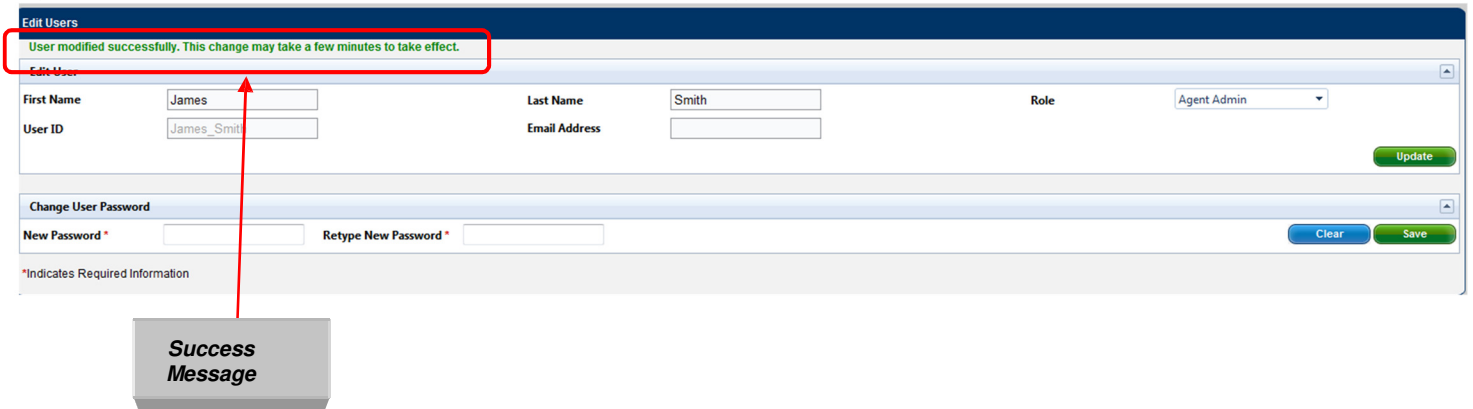 Edit Users
User modified successfully. This change may take a few minutes to take effect.
Edit User
First Name James Last Name Smith Role Agent Admin
User ID James_Smith Email Address
Update
Change User Password
New Password * Retype New Password * Clear Save
*Indicates Required Information
Success
Message